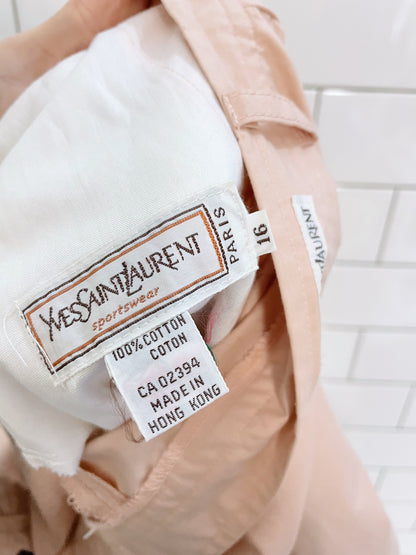 YVESSAINTLAURENT
PARIS
sportswear
16
100% COTTON
COTON
CA 02394
MADE IN
HONG KONG
LAURENT